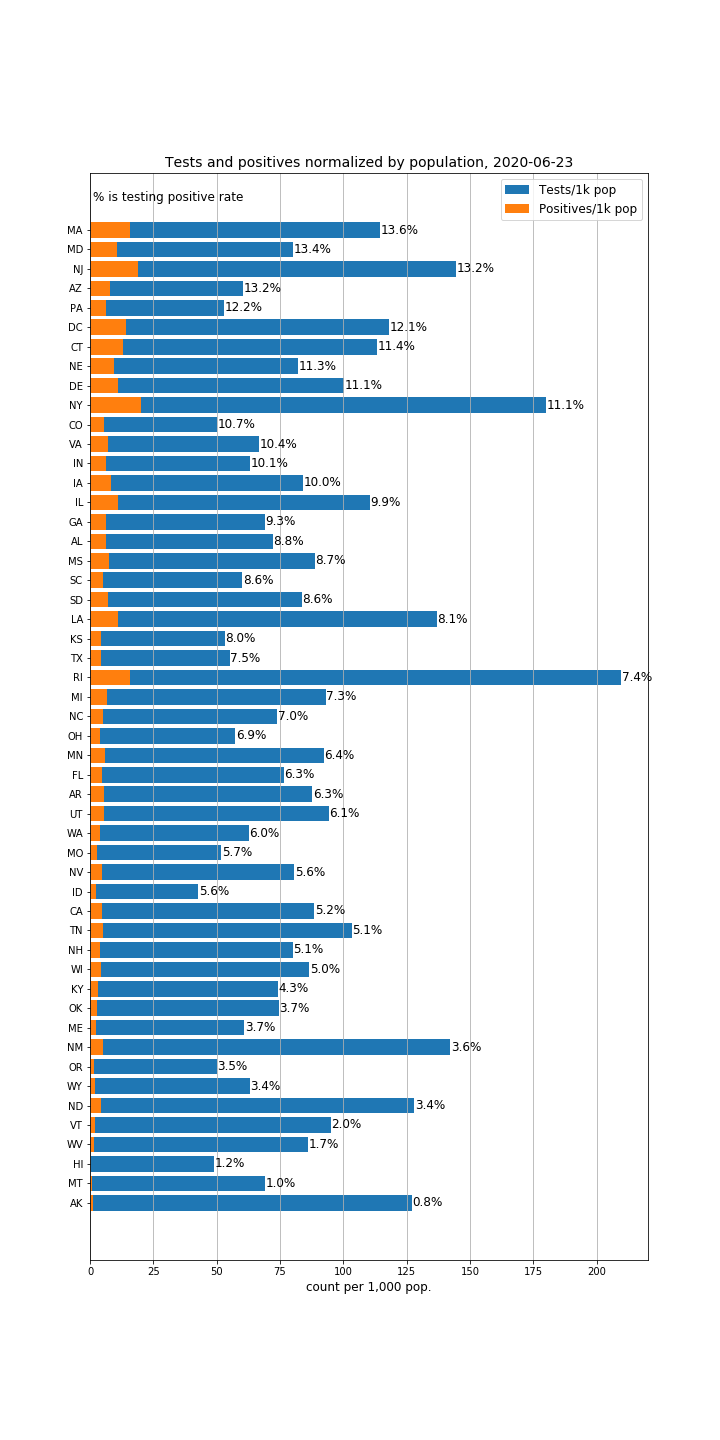 Tests and positives normalized by population, 2020-06-23
% is testing positive rate
Tests/1k pop
Positives/1k pop
MA 13.6%
MD 13.4%
NJ 13.2%
AZ 13.2%
PA 12.2%
DC 12.1%
CT 11.4%
NE 11.3%
DE 11.1%
NY 11.1%
CO 10.7%
VA 10.4%
IN 10.1%
IA 10.0%
IL 9.9%
GA 9.3%
AL 8.8%
MS 8.7%
SC 8.6%
SD 8.6%
LA 8.1%
KS 8.0%
TX 7.5%
RI 7.4%
MI 7.3%
NC 7.0%
OH 6.9%
MN 6.4%
FL 6.3%
AR 6.3%
UT 6.1%
WA 6.0%
MO 5.7%
NV 5.6%
ID 5.6%
CA 5.2%
TN 5.1%
NH 5.1%
WI 5.0%
KY 4.3%
OK 3.7%
ME 3.7%
NM 3.6%
OR 3.5%
WY 3.4%
ND 3.4%
VT 2.0%
WV 1.7%
HI 1.2%
MT 1.0%
AK 0.8%
0 25 50 75 100 125 150 175 200
count per 1,000 pop.